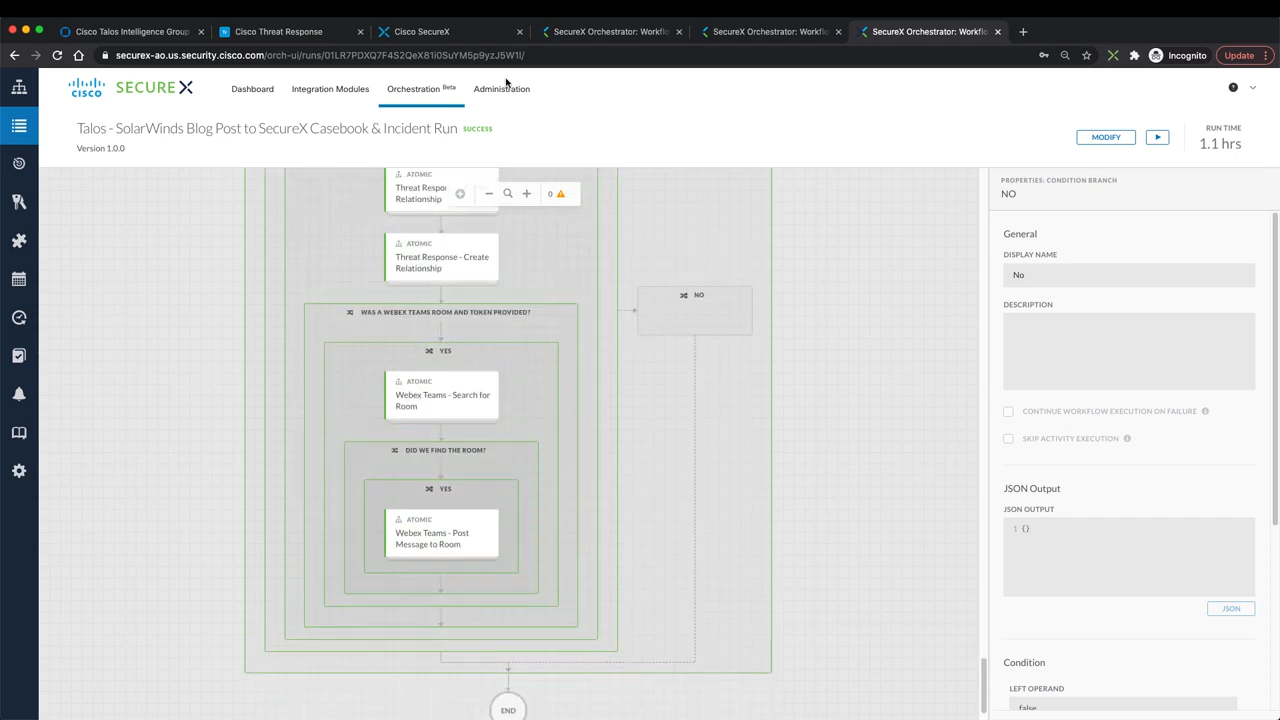 Cisco Talos Intelligence Group
Cisco Threat Response
Cisco SecureX
SecureX Orchestrator: Workflo
SecureX Orchestrator: Workflo
SecureX Orchestrator: Workflo
securex-ao.us.security.cisco.com/orch-ui/runs/01LR7PDXQ7F4S2QeX81i0SuYM5p9yzJ5W1l/
Incognito
Update
CISCO SECUREX
Dashboard
Integration Modules
Orchestration Beta
Administration
Talos - SolarWinds Blog Post to SecureX Casebook & Incident Run SUCCESS
Version 1.0.0
MODIFY
RUN TIME
1.1 hrs
ATOMIC
Threat Respo
Relationship
0
ATOMIC
Threat Response - Create
Relationship
WAS A WEBEX TEAMS ROOM AND TOKEN PROVIDED?
YES
ATOMIC
Webex Teams - Search for
Room
DID WE FIND THE ROOM?
YES
ATOMIC
Webex Teams - Post
Message to Room
NO
END
PROPERTIES: CONDITION BRANCH
NO
General
DISPLAY NAME
No
DESCRIPTION
CONTINUE WORKFLOW EXECUTION ON FAILURE
SKIP ACTIVITY EXECUTION
JSON Output
JSON OUTPUT
1 {}
JSON
Condition
LEFT OPERAND
false